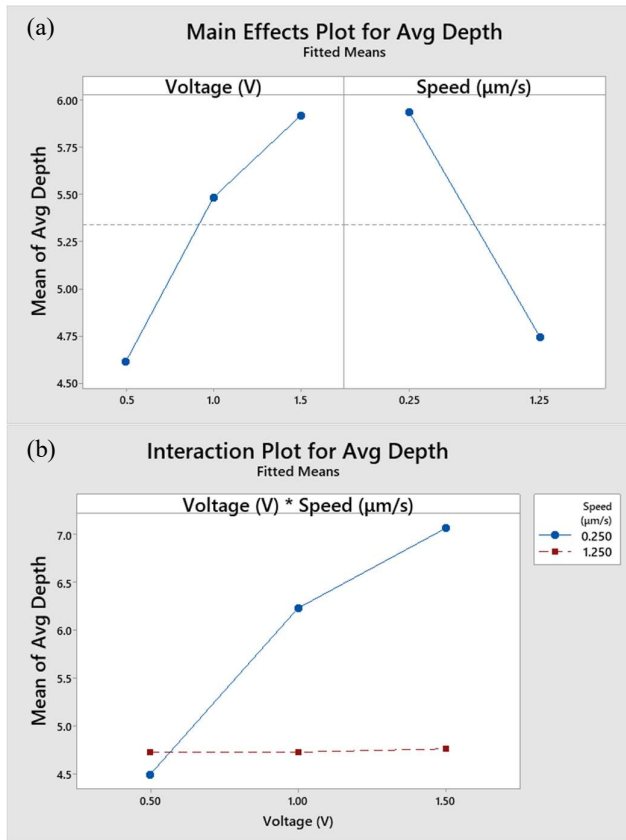 (a)
Main Effects Plot for Avg Depth
Fitted Means
Voltage (V) Speed (µm/s)
Mean of Avg Depth
6.00
5.75
5.50
5.25
5.00
4.75
4.50
0.5 1.0 1.5 0.25 1.25
(b)
Interaction Plot for Avg Depth
Fitted Means
Voltage (V) * Speed (µm/s)
Mean of Avg Depth
7.0
6.5
6.0
5.5
5.0
4.5
0.50 1.00 1.50
Voltage (V)
Speed
(µm/s)
0.250
1.250